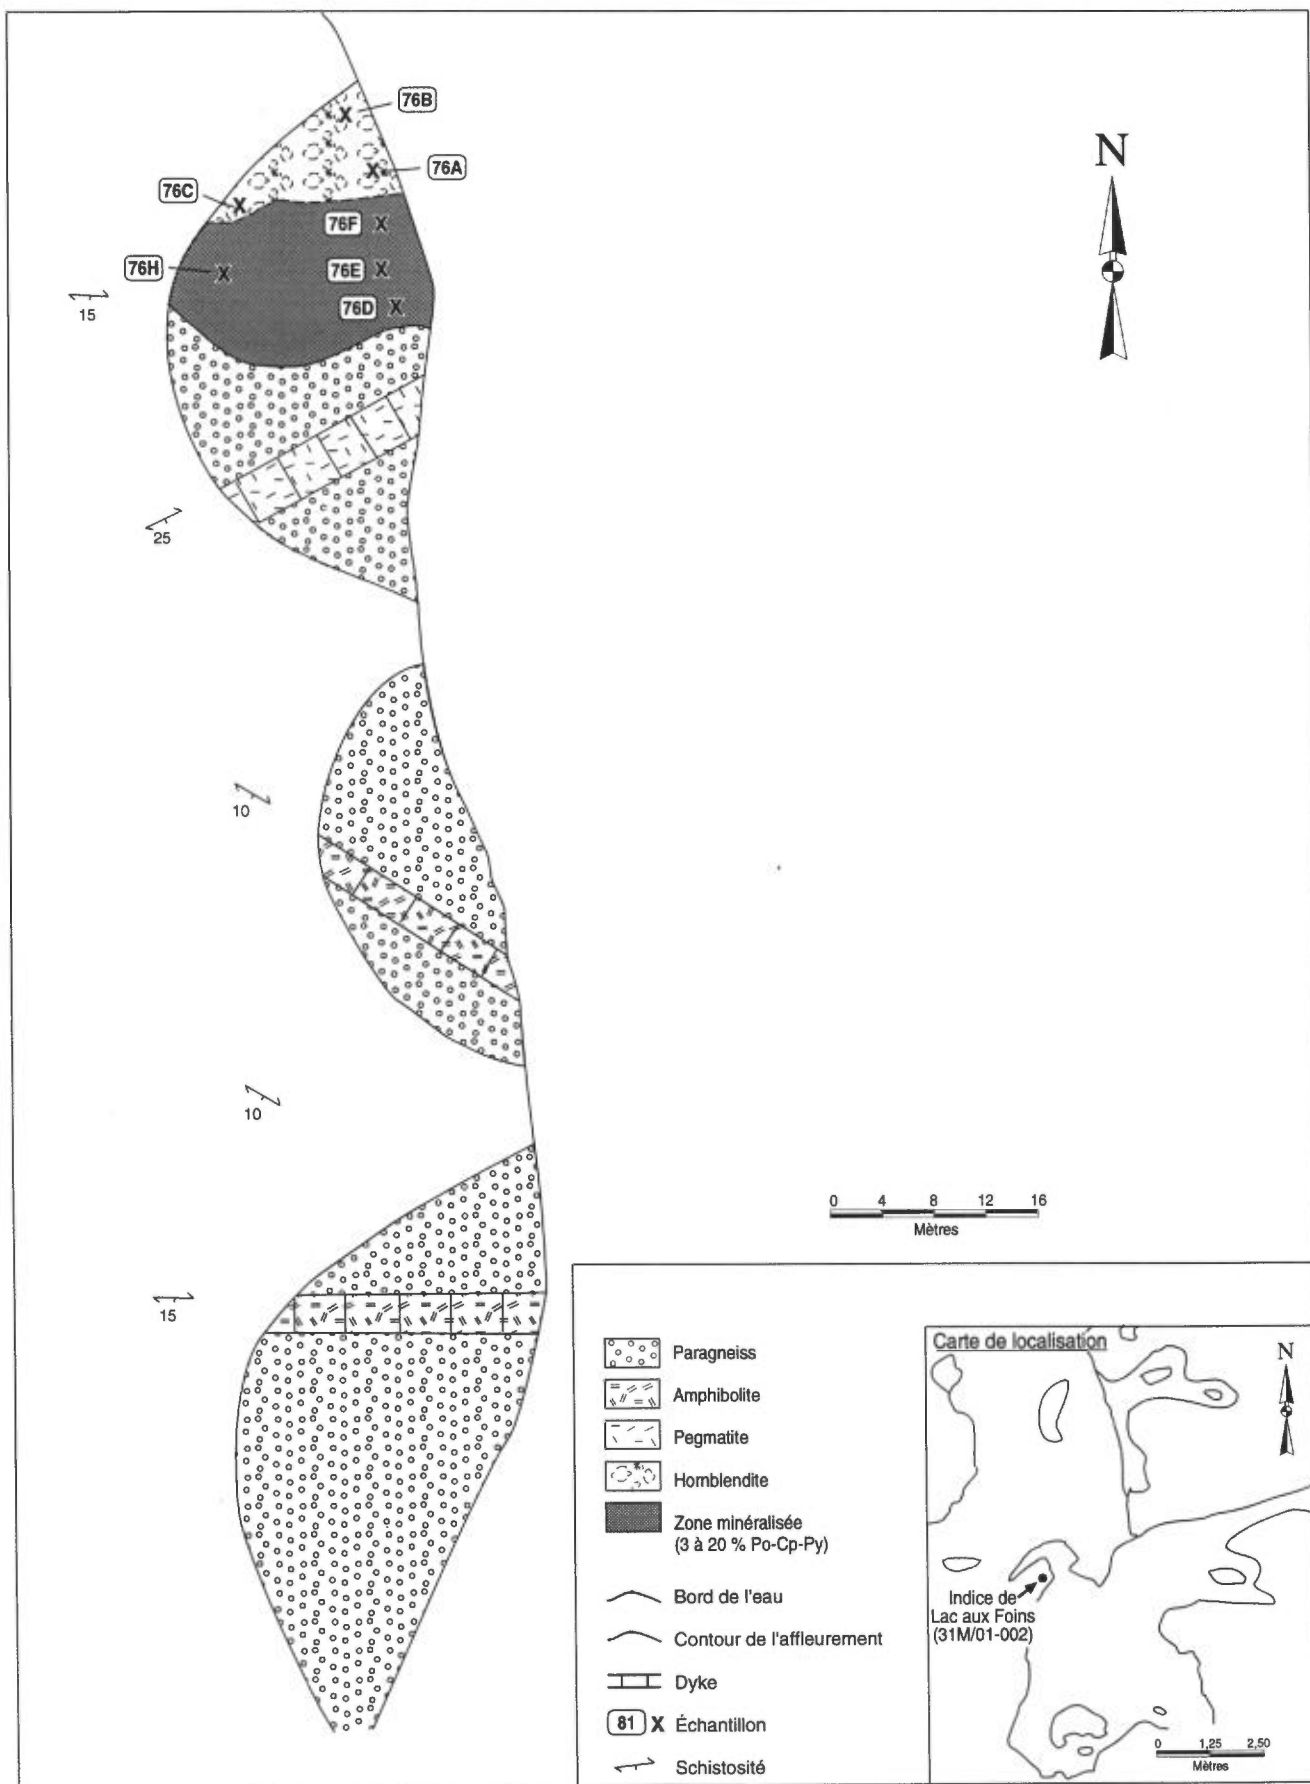 76B
76A
76C
76F
76H
76E
76D
15
25
10
10
15
N
0 4 8 12 16
Mètres
Paragneiss
Amphibolite
Pegmatite
Hornblendite
Zone minéralisée
(3 à 20 % Po-Cp-Py)
Bord de l'eau
Contour de l'affleurement
Dyke
81 X Échantillon
Schistosité
Carte de localisation
N
Indice de
Lac aux Foins
(31M/01-002)
0 1,25 2,50
Mètres